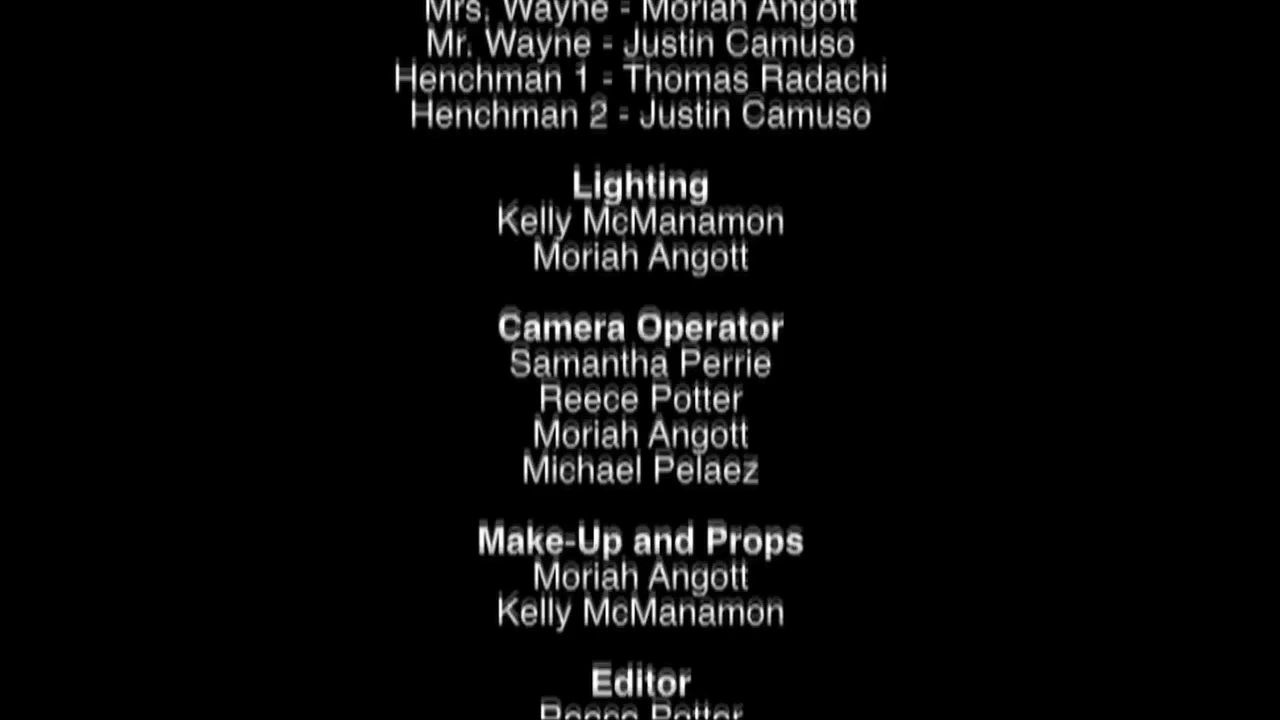 Mrs. Wayne - Moriah Angott
Mr. Wayne - Justin Camuso
Henchman 1 - Thomas Radachi
Henchman 2 - Justin Camuso
Lighting
Kelly McManamon
Moriah Angott
Camera Operator
Samantha Perrie
Reece Potter
Moriah Angott
Michael Pelaez
Make-Up and Props
Moriah Angott
Kelly McManamon
Editor
Reece Potter